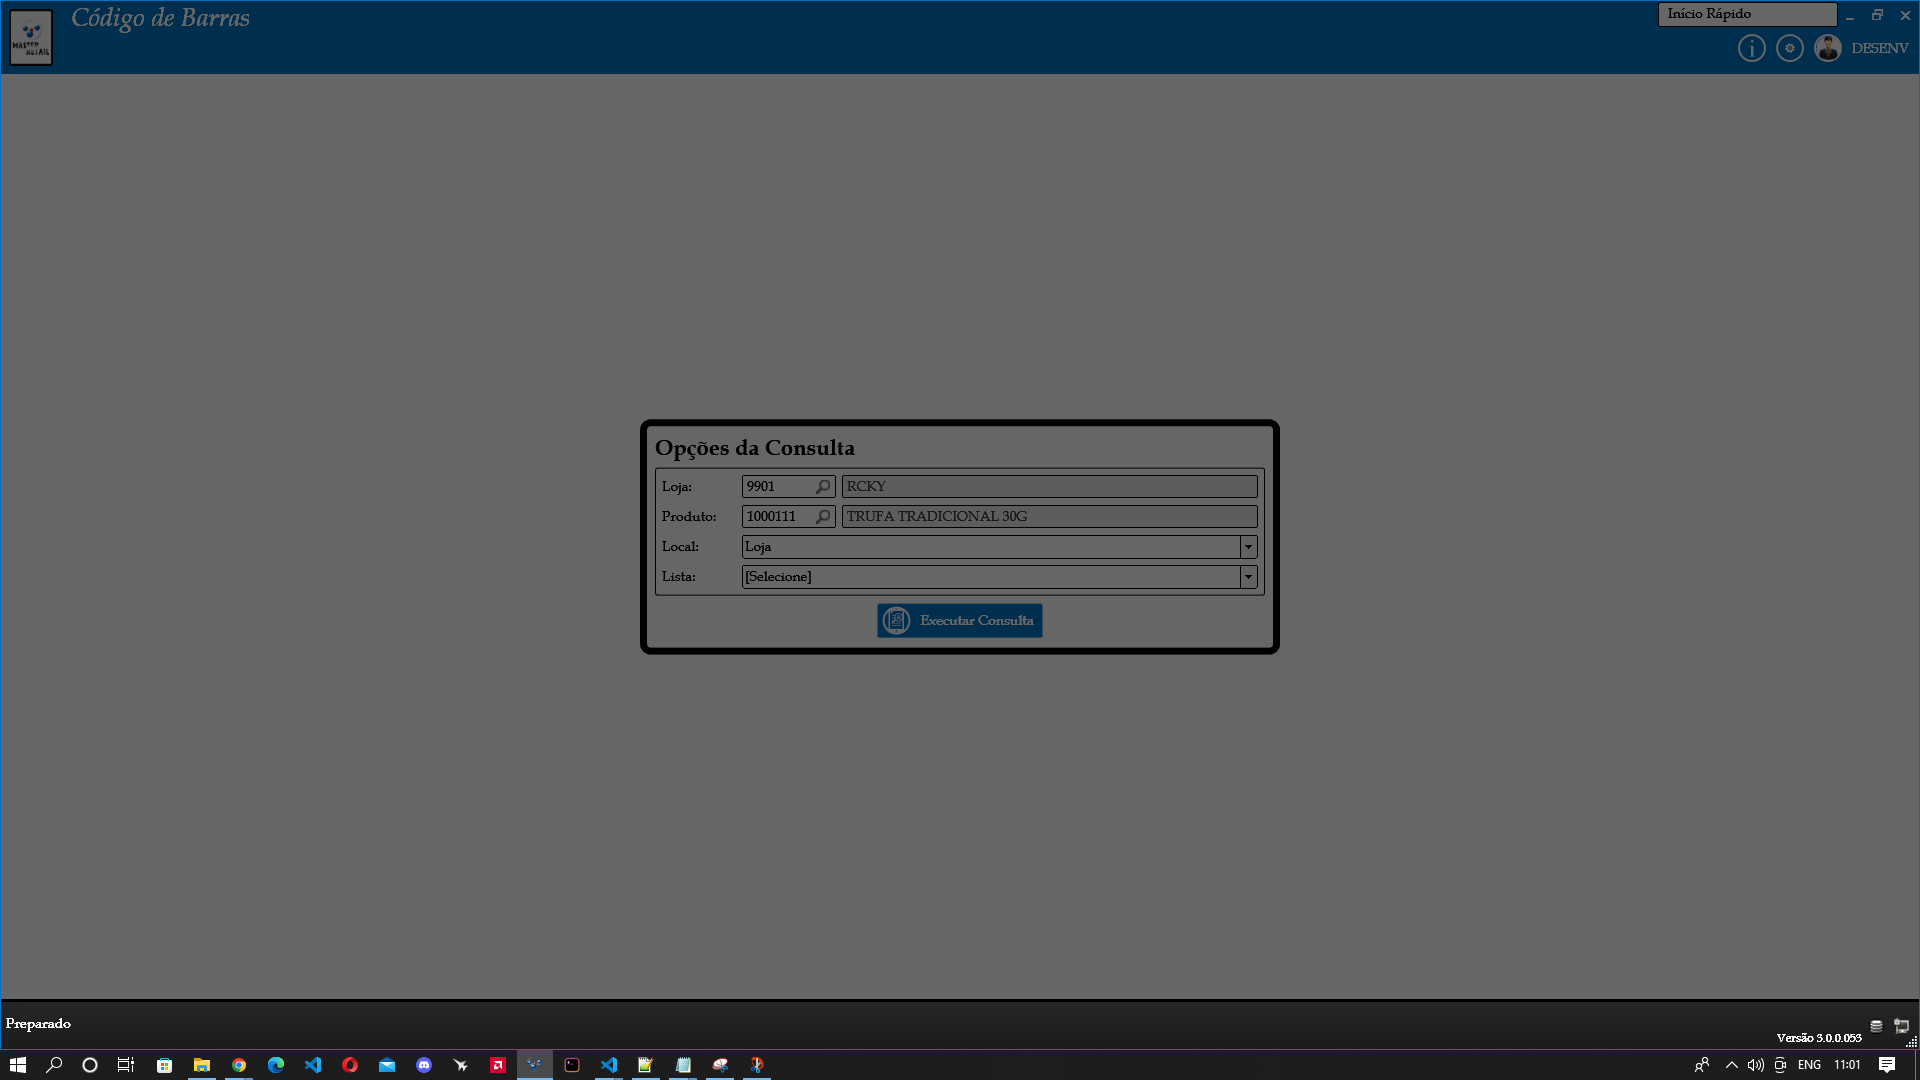 Código de Barras
Início Rápido
MASTER
RETAIL
DESENV
Opções da Consulta
Loja: 9901 RCKY
Produto: 1000111 TRUFA TRADICIONAL 30G
Local: Loja
Lista: [Selecione]
Executar Consulta
Preparado
Versão 3.0.0.053
ENG 11:01